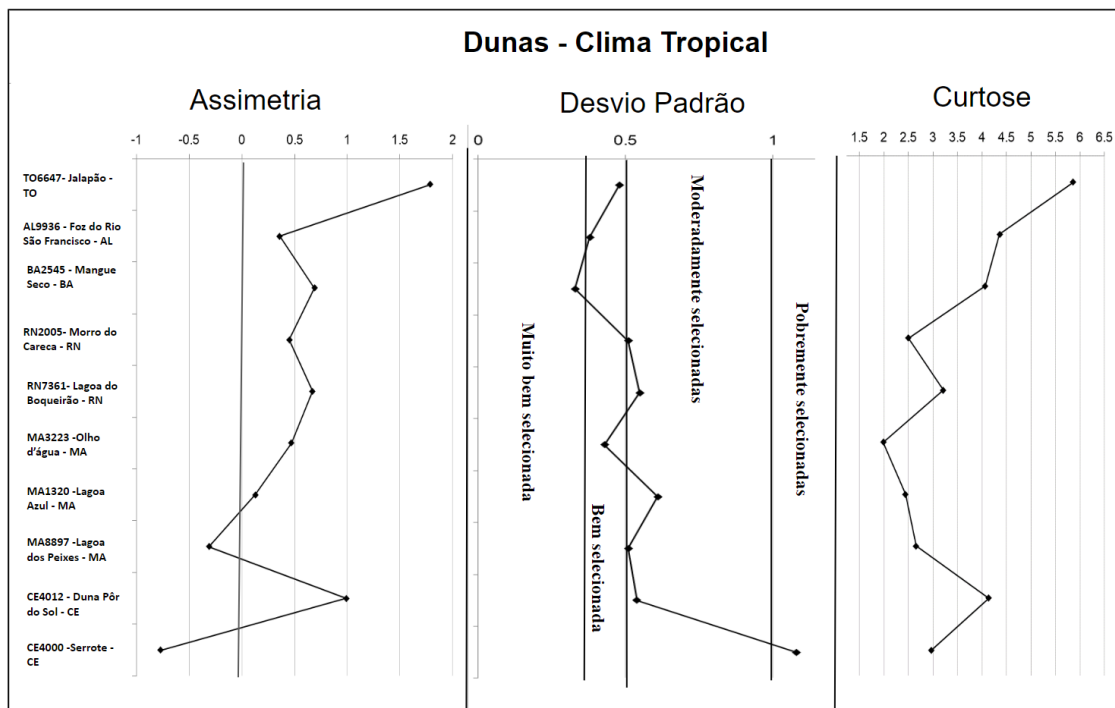 Dunas - Clima Tropical
Assimetria
Desvio Padrão
Curtose
-1 -0.5 0 0.5 1 1.5 2
0 0.5 1
1.5 2 2.5 3 3.5 4 4.5 5 5.5 6 6.5
TO6647- Jalapão -
TO
AL9936 - Foz do Rio
São Francisco - AL
BA2545 - Mangue
Seco - BA
RN2005- Morro do
Careca - RN
RN7361- Lagoa do
Boqueirão - RN
MA3223 -Olho
d'água - MA
MA1320 -Lagoa
Azul - MA
MA8897 -Lagoa
dos Peixes - MA
CE4012 - Duna Pôr
do Sol - CE
CE4000 -Serrote -
CE
Muito bem selecionada
Bem selecionada
Moderadamente selecionadas
Pobremente selecionadas